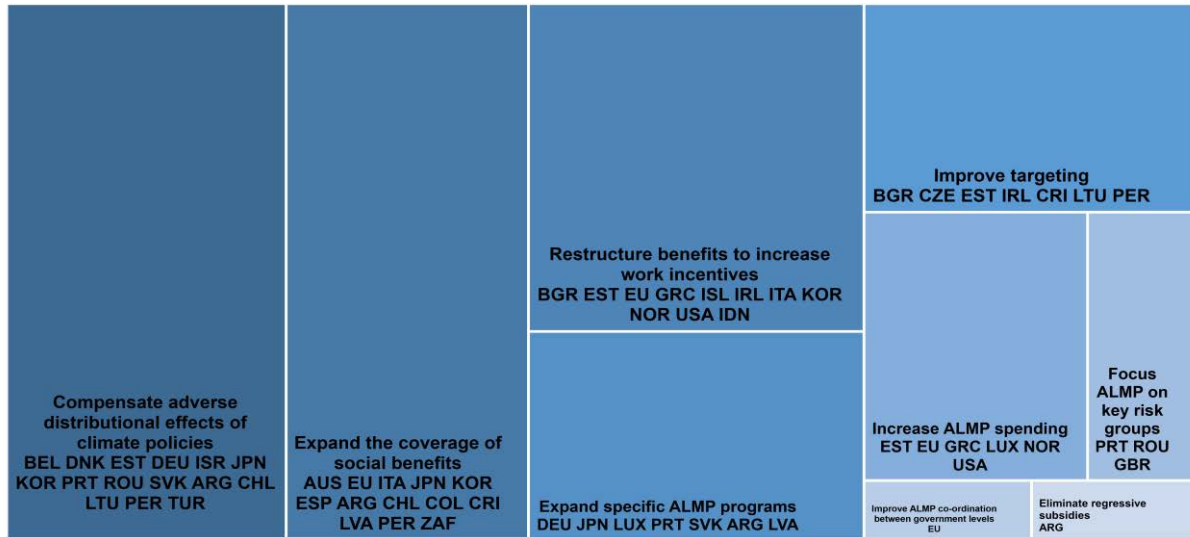 Compensate adverse
distributional effects of
climate policies
BEL DNK EST DEU ISR JPN
KOR PRT ROU SVK ARG CHL
LTU PER TUR
Expand the coverage of
social benefits
AUS EU ITA JPN KOR
ESP ARG CHL COL CRI
LVA PER ZAF
Restructure benefits to increase
work incentives
BGR EST EU GRC ISL IRL ITA KOR
NOR USA IDN
Expand specific ALMP programs
DEU JPN LUX PRT SVK ARG LVA
Improve targeting
BGR CZE EST IRL CRI LTU PER
Increase ALMP spending
EST EU GRC LUX NOR
USA
Focus
ALMP on
key risk
groups
PRT ROU
GBR
Improve ALMP co-ordination
between government levels
EU
Eliminate regressive
subsidies
ARG